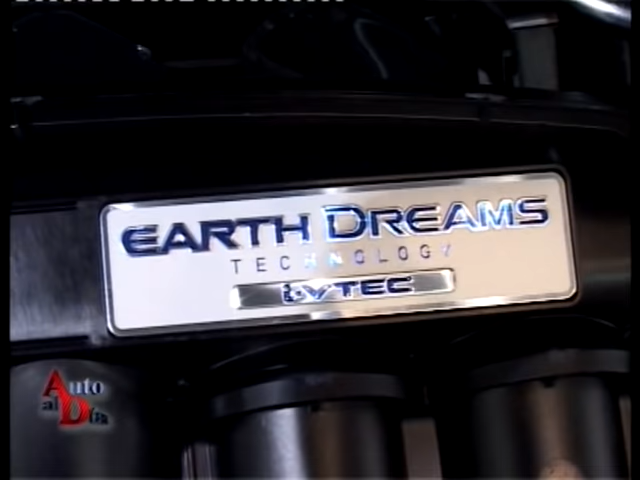 EARTH DREAMS
TECHNOLOGY
i-VTEC
Auto
al Día